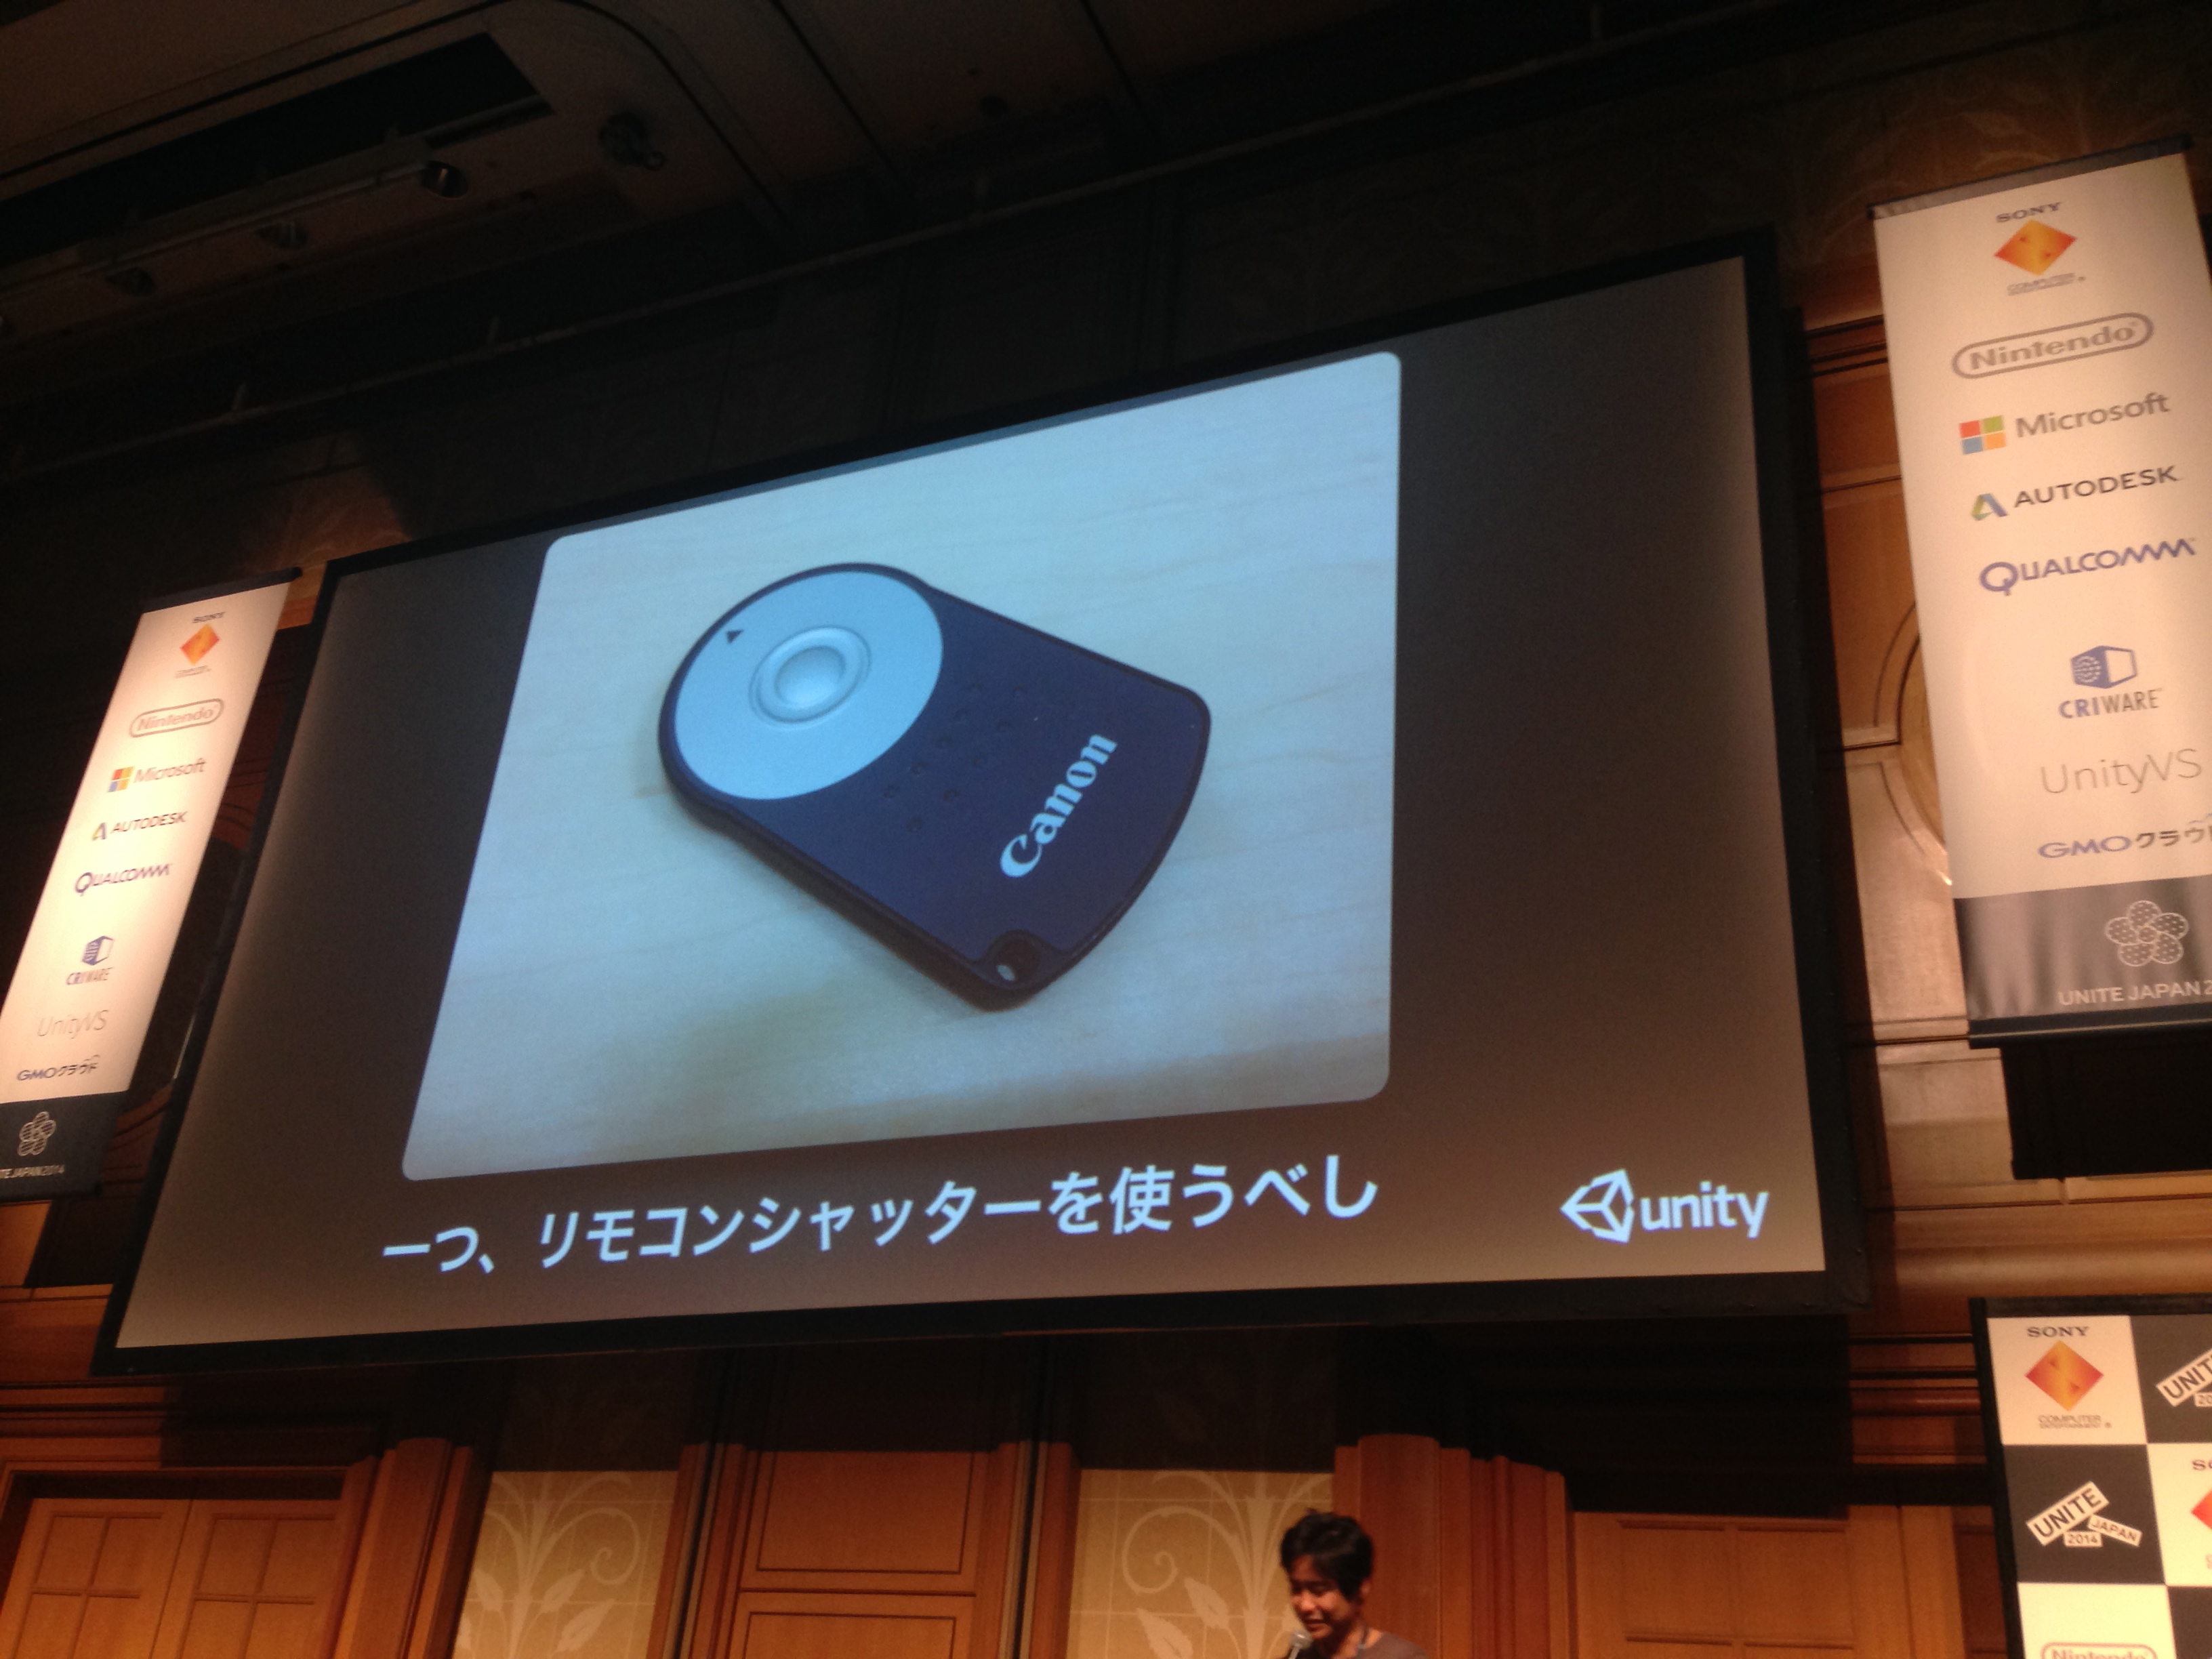 SONY
COMPUTER
ENTERTAINMENT
Nintendo
Microsoft
AUTODESK
QUALCOMM
CRIWARE
UnityVS
GMOクラウド
UNITE JAPAN 2014
Canon
一つ、リモコンシャッターを使うべし
unity
SONY
COMPUTER
ENTERTAINMENT
Nintendo
Microsoft
AUTODESK
QUALCOMM
CRIWARE
UnityVS
GMOクラウ
UNITE JAPAN 2
SONY
COMPUTER
ENTERTAINMENT
UNIT
UNITE
2014
JAPAN
Nintendo